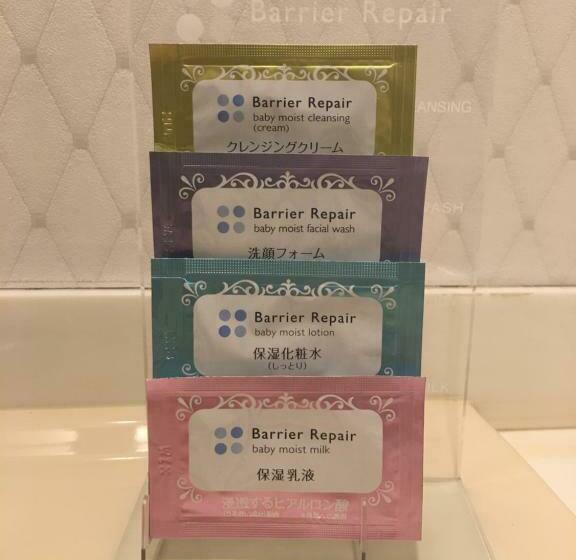 Barrier Repair
ANSING
Barrier Repair
baby moist cleansing
(cream)
クレンジングクリーム
WASH
Barrier Repair
baby moist facial wash
洗顔フォーム
Barrier Repair
baby moist lotion
保湿化粧水
(しっとり)
Barrier Repair
baby moist milk
保湿乳液
浸透するヒアルロン酸